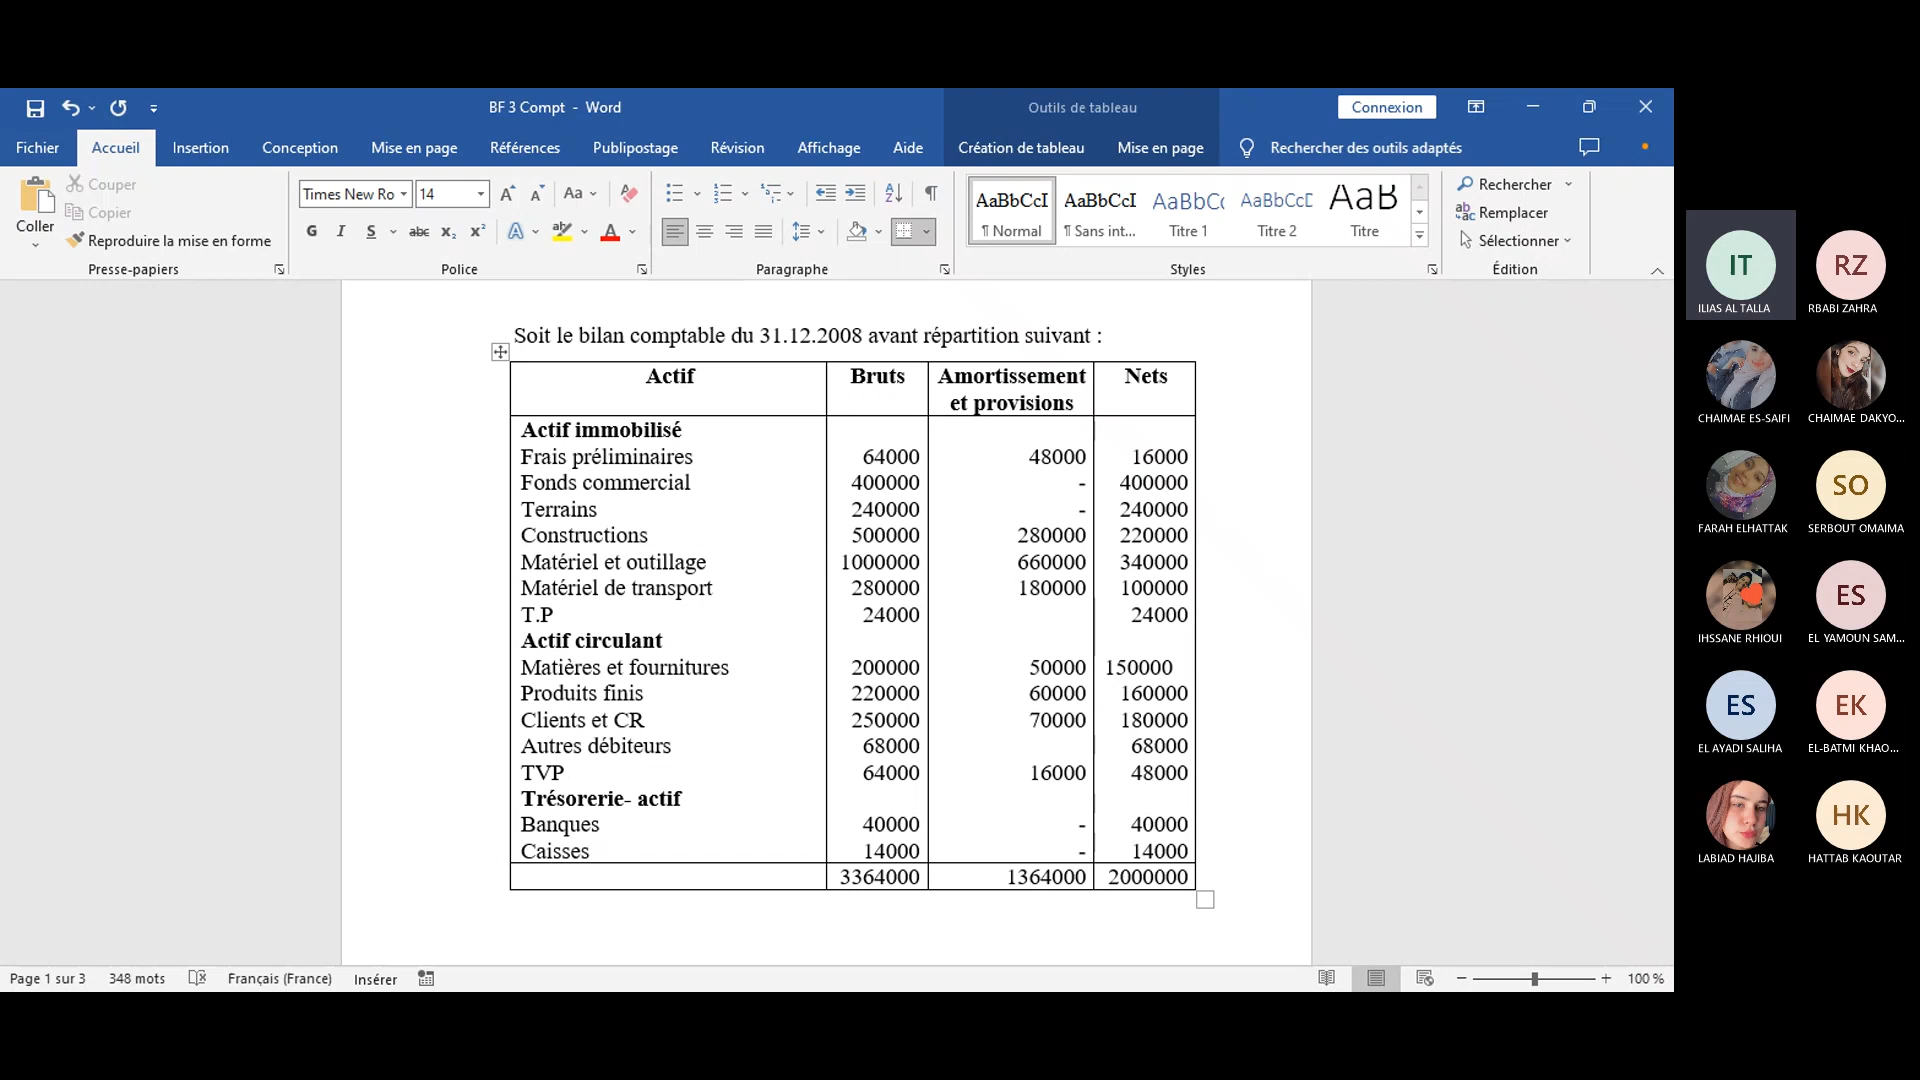 BF 3 Compt - Word
Outils de tableau
Connexion
Fichier
Accueil
Insertion
Conception
Mise en page
Références
Publipostage
Révision
Affichage
Aide
Création de tableau
Mise en page
Rechercher des outils adaptés
Coller
Couper
Copier
Reproduire la mise en forme
Presse-papiers
Times New Ro
14
Aa
G I S abc x₂ x²
Police
Paragraphe
AaBbCcI AaBbCcI AaBbCc AaBbCcD AaB
¶ Normal ¶ Sans int... Titre 1 Titre 2 Titre
Styles
Rechercher
Remplacer
Sélectionner
Édition
Soit le bilan comptable du 31.12.2008 avant répartition suivant :
Actif Bruts Amortissement et provisions Nets
Actif immobilisé
Frais préliminaires 64000 48000 16000
Fonds commercial 400000 - 400000
Terrains 240000 - 240000
Constructions 500000 280000 220000
Matériel et outillage 1000000 660000 340000
Matériel de transport 280000 180000 100000
T.P 24000 24000
Actif circulant
Matières et fournitures 200000 50000 150000
Produits finis 220000 60000 160000
Clients et CR 250000 70000 180000
Autres débiteurs 68000 68000
TVP 64000 16000 48000
Trésorerie- actif
Banques 40000 - 40000
Caisses 14000 - 14000
3364000 1364000 2000000
Page 1 sur 3 348 mots Français (France) Insérer 100 %
IT RZ
ILIAS AL TALLA RBABI ZAHRA
CHAIMAE ES-SAIFI CHAIMAE DAKYO...
SO
FARAH ELHATTAK SERBOUT OMAIMA
ES
IHSSANE RHIOUI EL YAMOUN SAM...
ES EK
EL AYADI SALIHA EL-BATMI KHAO...
HK
LABIAD HAJIBA HATTAB KAOUTAR